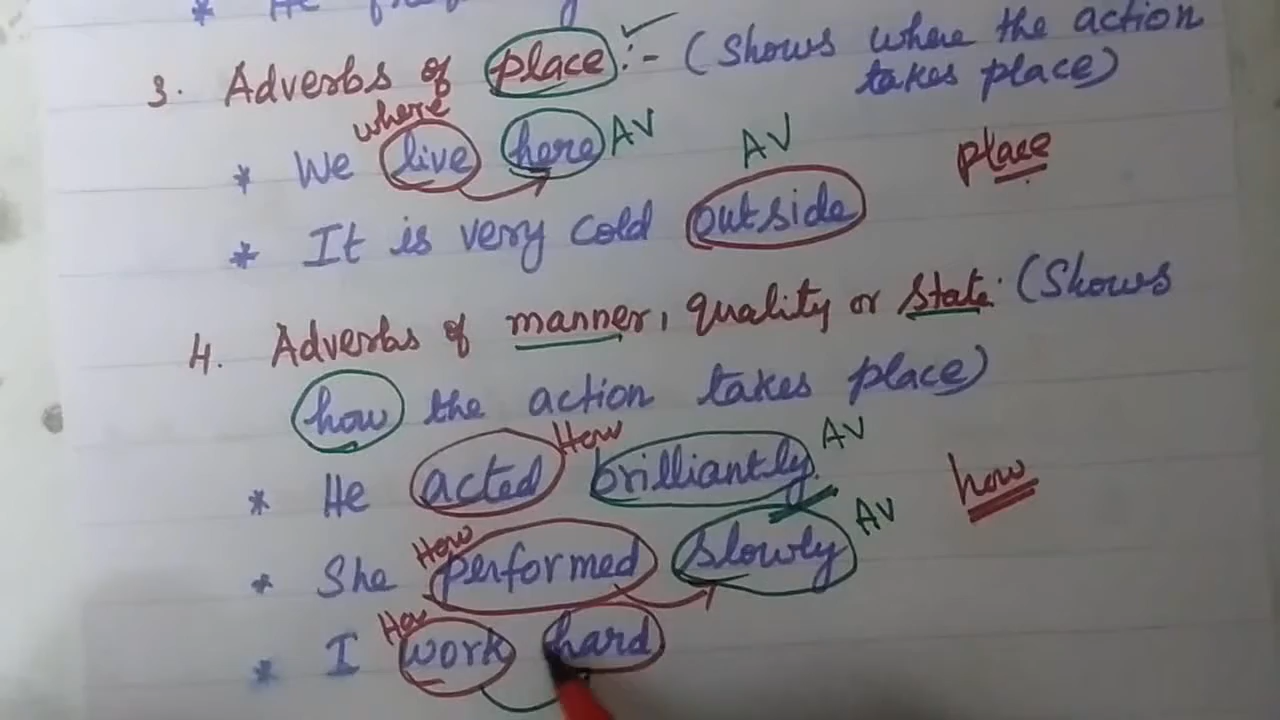 * He
3. Adverbs of place :- (Shows where the action
takes place)
where
* We live here AV
AV
place
* It is very cold outside
4. Adverbs of manner, quality or state. (Shows
how the action takes place)
How
* He acted brilliantly. AV
how
How
* She performed slowly AV
How
* I work hard